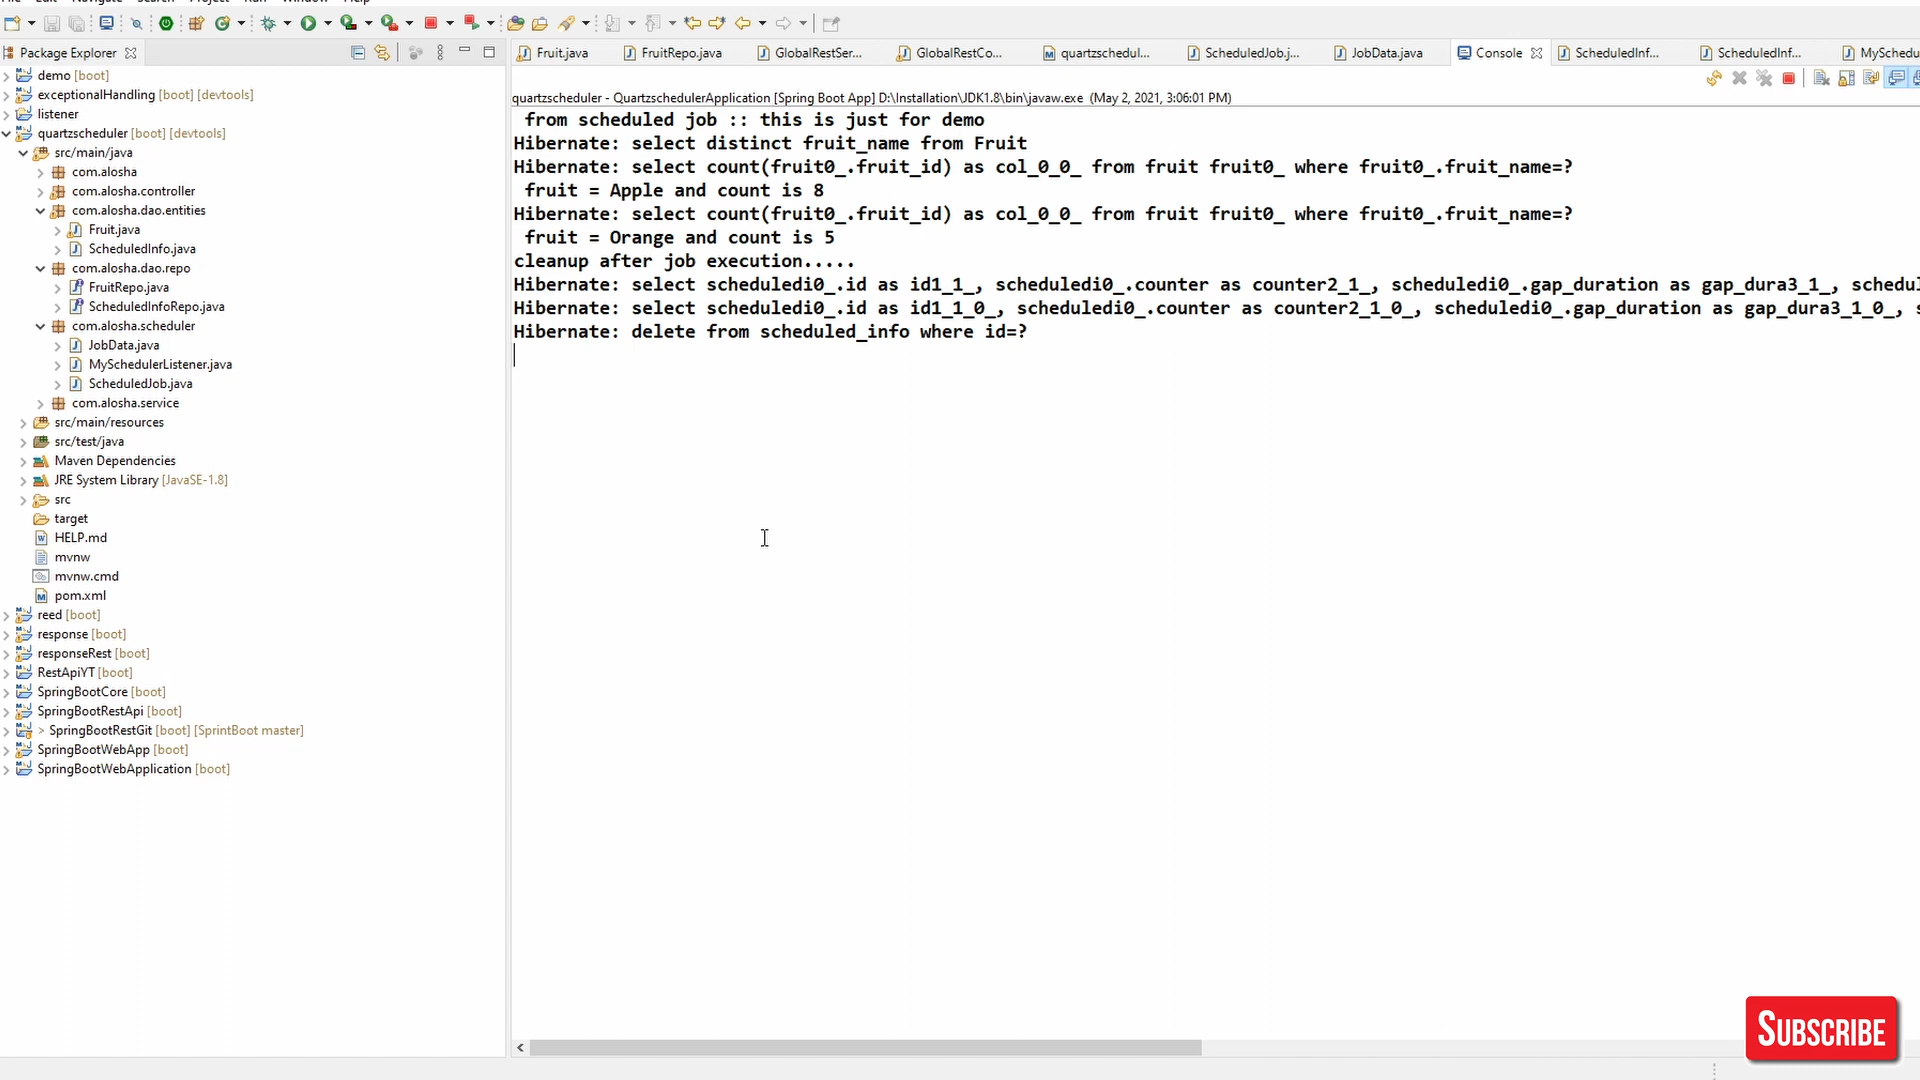 Package Explorer
demo [boot]
exceptionalHandling [boot] [devtools]
listener
quartzscheduler [boot] [devtools]
src/main/java
com.alosha
com.alosha.controller
com.alosha.dao.entities
Fruit.java
ScheduledInfo.java
com.alosha.dao.repo
FruitRepo.java
ScheduledInfoRepo.java
com.alosha.scheduler
JobData.java
MySchedulerListener.java
ScheduledJob.java
com.alosha.service
src/main/resources
src/test/java
Maven Dependencies
JRE System Library [JavaSE-1.8]
src
target
HELP.md
mvnw
mvnw.cmd
pom.xml
reed [boot]
response [boot]
responseRest [boot]
RestApiYT [boot]
SpringBootCore [boot]
SpringBootRestApi [boot]
> SpringBootRestGit [boot] [SprintBoot master]
SpringBootWebApp [boot]
SpringBootWebApplication [boot]
Fruit.java FruitRepo.java GlobalRestSer... GlobalRestCo... quartzschedul... ScheduledJob.j... JobData.java Console ScheduledInf... ScheduledInf... MySchedu
quartzscheduler - QuartzschedulerApplication [Spring Boot App] D:\Installation\JDK1.8\bin\javaw.exe (May 2, 2021, 3:06:01 PM)
from scheduled job :: this is just for demo
Hibernate: select distinct fruit_name from Fruit
Hibernate: select count(fruit0_.fruit_id) as col_0_0_ from fruit fruit0_ where fruit0_.fruit_name=?
fruit = Apple and count is 8
Hibernate: select count(fruit0_.fruit_id) as col_0_0_ from fruit fruit0_ where fruit0_.fruit_name=?
fruit = Orange and count is 5
cleanup after job execution.....
Hibernate: select scheduledi0_.id as id1_1_, scheduledi0_.counter as counter2_1_, scheduledi0_.gap_duration as gap_dura3_1_, schedul
Hibernate: select scheduledi0_.id as id1_1_0_, scheduledi0_.counter as counter2_1_0_, scheduledi0_.gap_duration as gap_dura3_1_0_, s
Hibernate: delete from scheduled_info where id=?
SUBSCRIBE